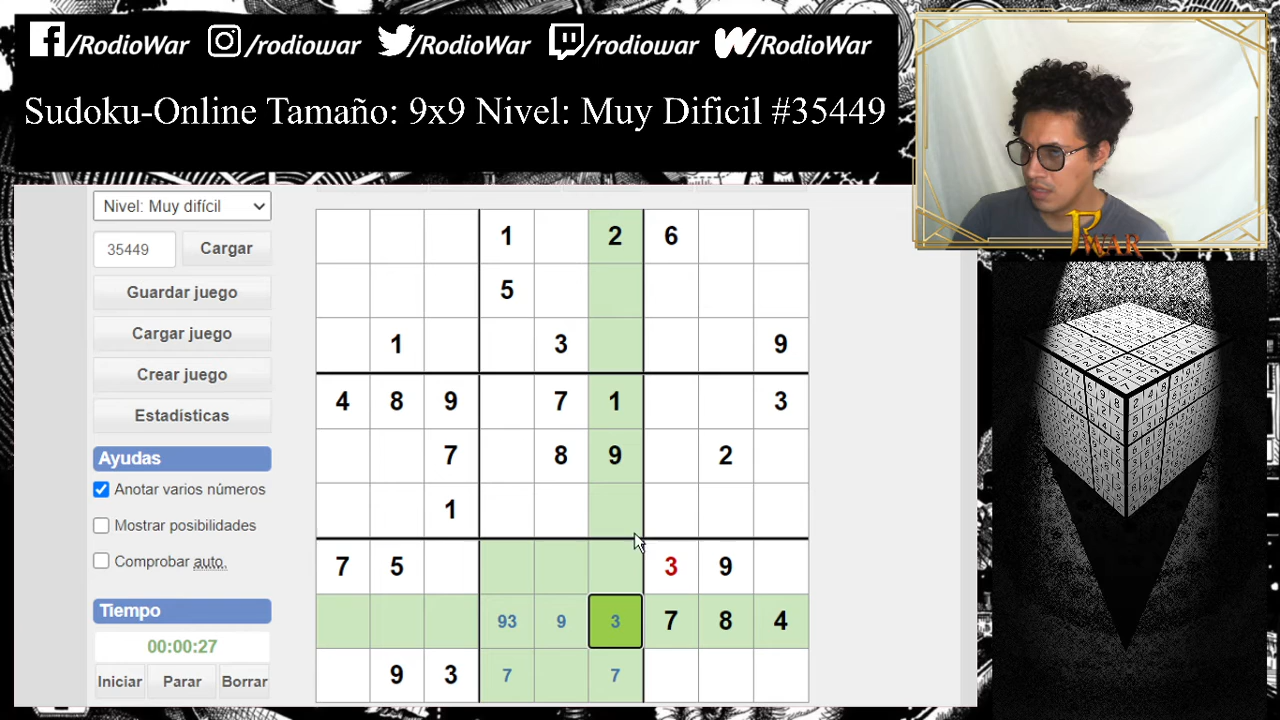 /RodioWar /rodiowar /RodioWar /rodiowar /RodioWar
Sudoku-Online Tamaño: 9x9 Nivel: Muy Dificil #35449
Nivel: Muy difícil
35449 Cargar
Guardar juego
Cargar juego
Crear juego
Estadísticas
Ayudas
Anotar varios números
Mostrar posibilidades
Comprobar auto.
Tiempo
00:00:27
Iniciar Parar Borrar
1 2 6
5
1 3 9
4 8 9 7 1 3
7 8 9 2
1
7 5 3 9
93 9 3 7 8 4
9 3 7 7
WAR